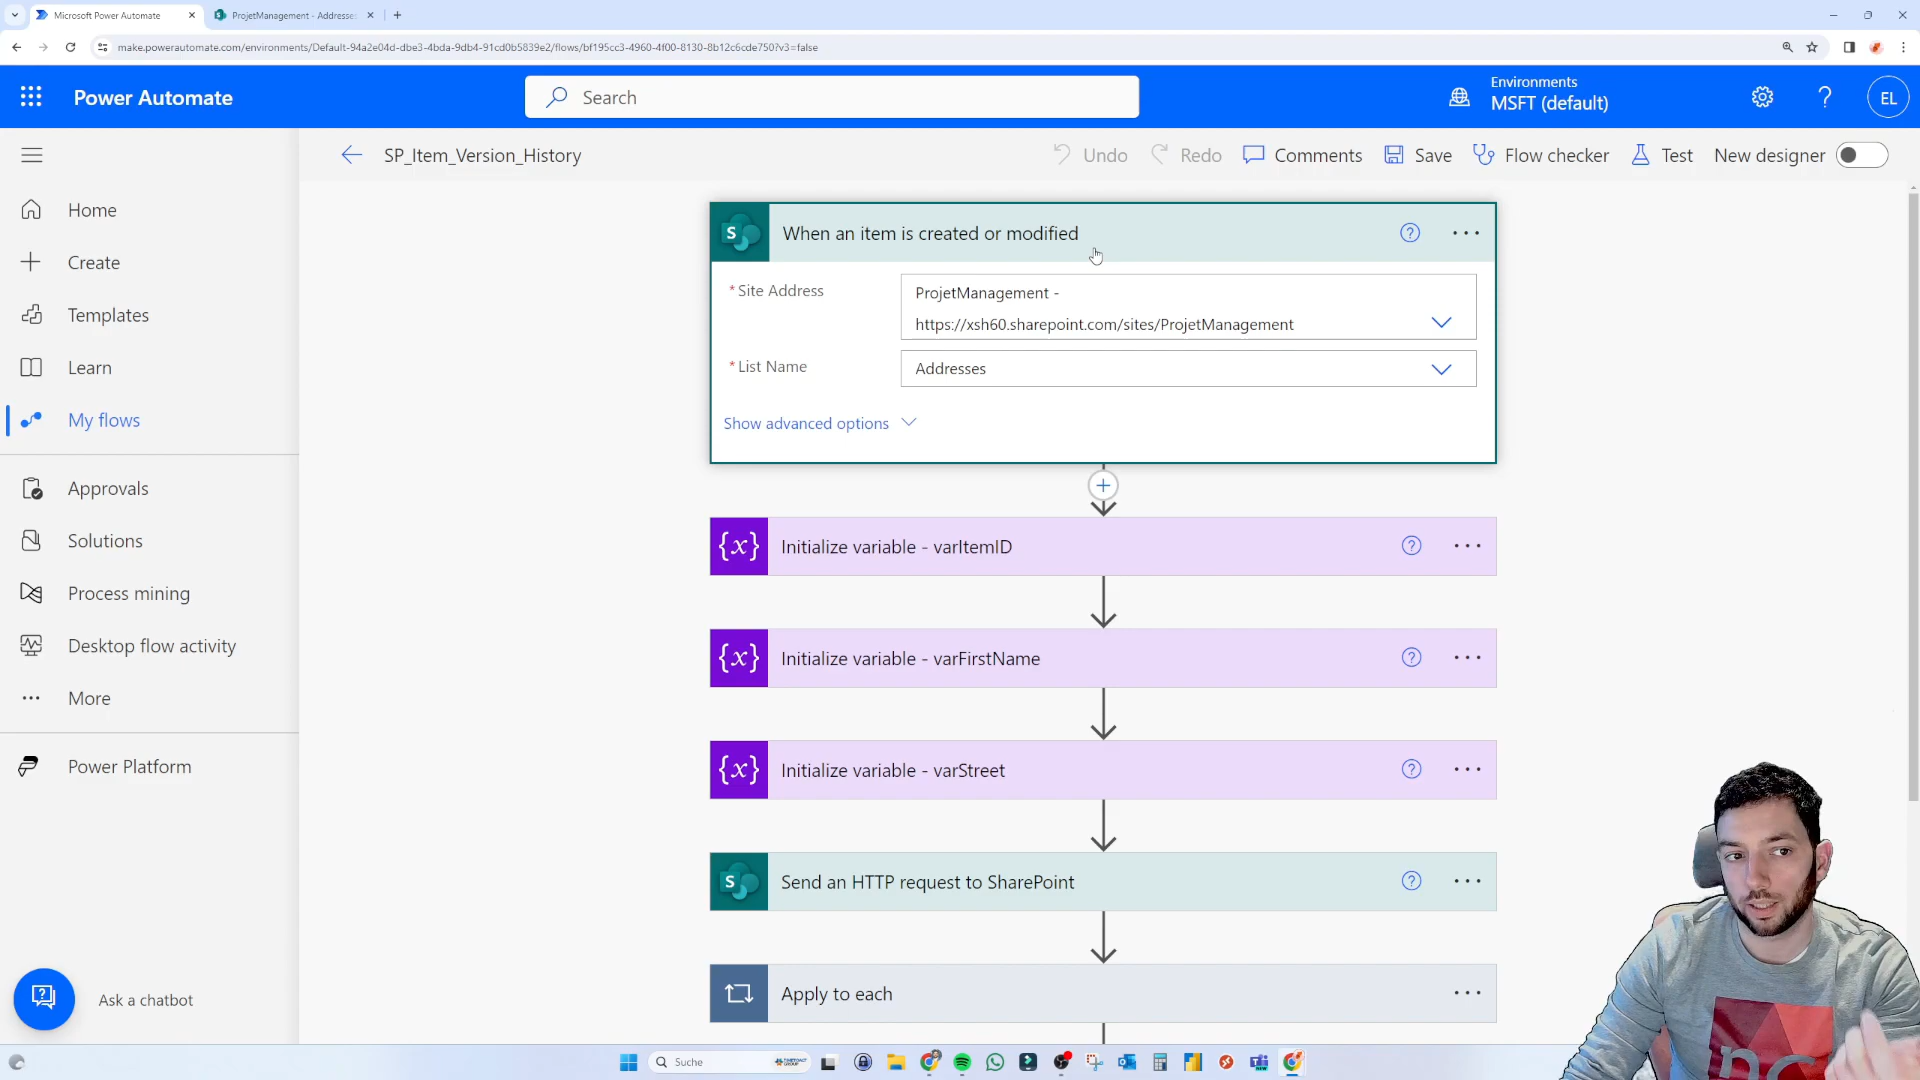 Microsoft Power Automate
ProjetManagement - Addresses
make.powerautomate.com/environments/Default-94a2e04d-dbe3-4bda-9db4-91cd0b5839e2/flows/bf195cc3-4960-4f00-8130-8b12c6cde750?v3=false
Power Automate
Search
Environments
MSFT (default)
EL
SP_Item_Version_History
Undo
Redo
Comments
Save
Flow checker
Test
New designer
Home
Create
Templates
Learn
My flows
Approvals
Solutions
Process mining
Desktop flow activity
More
Power Platform
Ask a chatbot
When an item is created or modified
*Site Address
ProjetManagement -
https://xsh60.sharepoint.com/sites/ProjetManagement
*List Name
Addresses
Show advanced options
{x} Initialize variable - varItemID
{x} Initialize variable - varFirstName
{x} Initialize variable - varStreet
Send an HTTP request to SharePoint
Apply to each
Suche